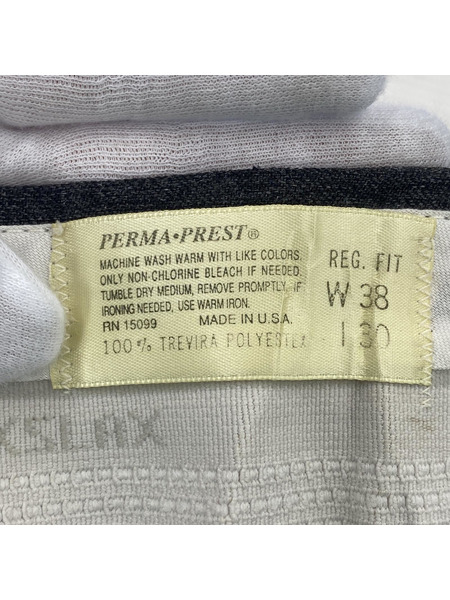 PERMA•PREST®
MACHINE WASH WARM WITH LIKE COLORS.
ONLY NON-CHLORINE BLEACH IF NEEDED.
TUMBLE DRY MEDIUM, REMOVE PROMPTLY, IF
IRONING NEEDED, USE WARM IRON.
RN 15099 MADE IN U.S.A.
100% TREVIRA POLYESTER
REG. FIT
W 38
30
SLAX